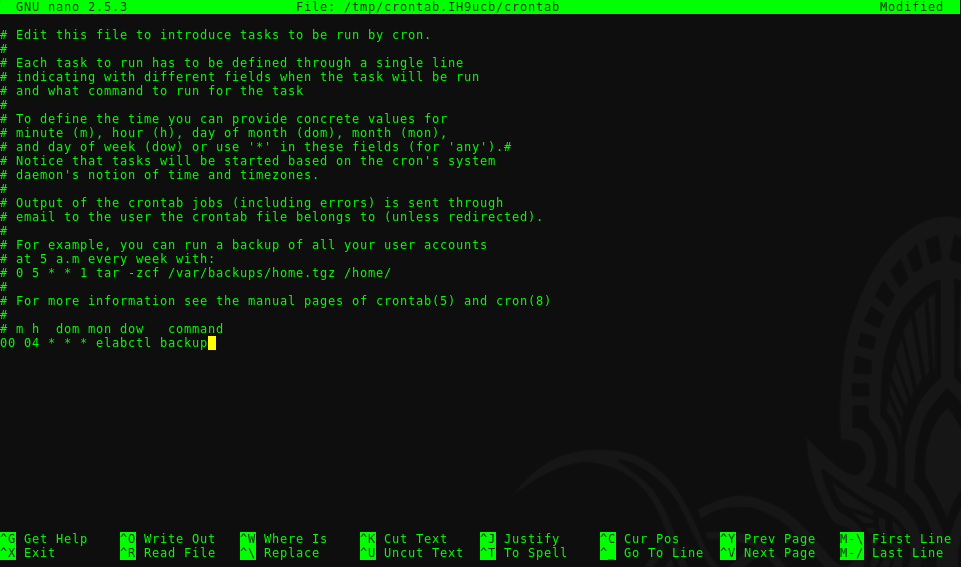 GNU nano 2.5.3 File: /tmp/crontab.IH9ucb/crontab Modified
# Edit this file to introduce tasks to be run by cron.
#
# Each task to run has to be defined through a single line
# indicating with different fields when the task will be run
# and what command to run for the task
#
# To define the time you can provide concrete values for
# minute (m), hour (h), day of month (dom), month (mon),
# and day of week (dow) or use '*' in these fields (for 'any').#
# Notice that tasks will be started based on the cron's system
# daemon's notion of time and timezones.
#
# Output of the crontab jobs (including errors) is sent through
# email to the user the crontab file belongs to (unless redirected).
#
# For example, you can run a backup of all your user accounts
# at 5 a.m every week with:
# 0 5 * * 1 tar -zcf /var/backups/home.tgz /home/
#
# For more information see the manual pages of crontab(5) and cron(8)
#
# m h  dom mon dow   command
00 04 * * * elabctl backup
^G Get Help ^O Write Out ^W Where Is ^K Cut Text ^J Justify ^C Cur Pos ^Y Prev Page M-\ First Line
^X Exit ^R Read File ^\ Replace ^U Uncut Text ^T To Spell ^_ Go To Line ^V Next Page M-/ Last Line